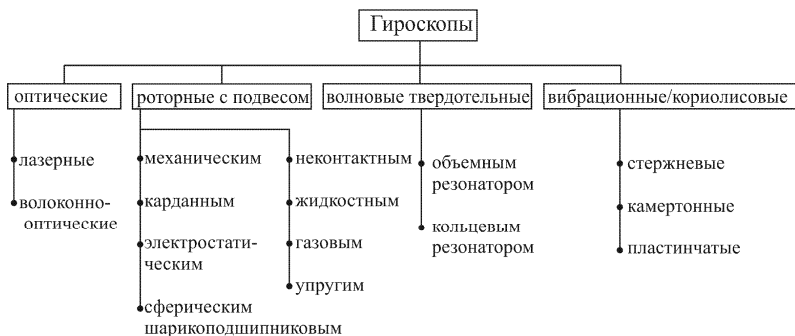 Гироскопы
оптические
роторные с подвесом
волновые твердотельные
вибрационные/кориолисовые
лазерные
волоконно-
оптические
механическим
карданным
электростати-
ческим
сферическим
шарикоподшипниковым
неконтактным
жидкостным
газовым
упругим
объемным
резонатором
кольцевым
резонатором
стержневые
камертонные
пластинчатые